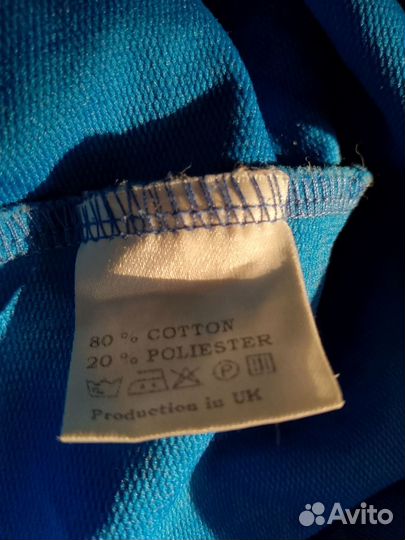 80 % COTTON
20 % POLIESTER
P
Production in UK
Avito